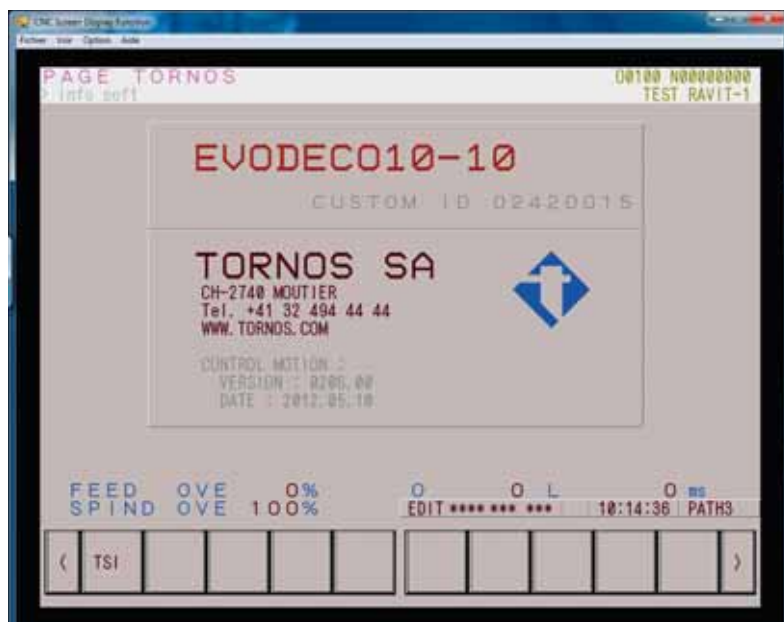 CNC Screen Display Function
Fichier Voir Option Aide
PAGE TORNOS
O0100 N00000000
> info soft
TEST RAVIT-1
EVODECO10-10
CUSTOM ID 02420015
TORNOS SA
CH-2740 MOUTIER
Tel. +41 32 494 44 44
WWW.TORNOS.COM
CONTROL MOTION :
VERSION : 0206.00
DATE : 2012.05.10
FEED OVE 0% O 0 L 0 ms
SPIND OVE 100% EDIT **** *** *** 10:14:36 PATH3
< TSI >